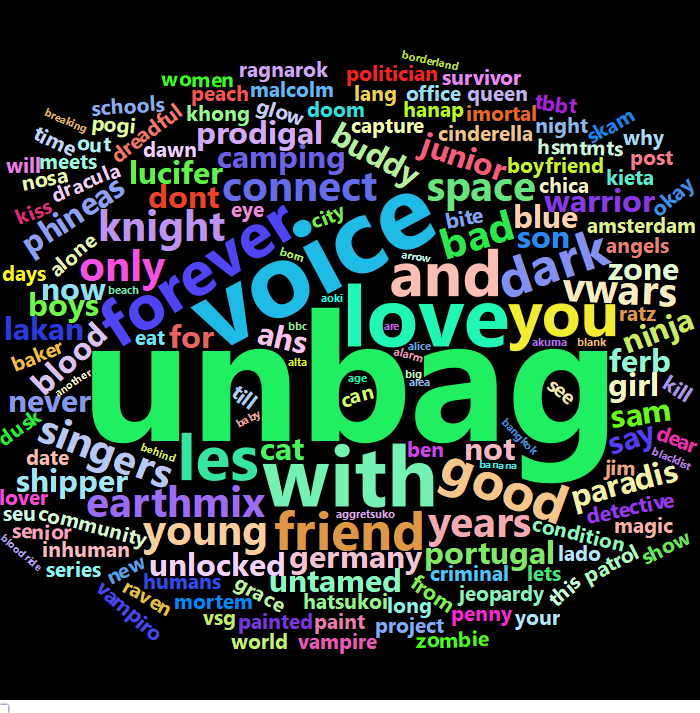 borderland
ragnarok politician survivor
women peach malcolm lang office queen tbbt
breaking schools pogi dreadful khong glow doom hanap imortal skam
time out dawn prodigal buddy capture cinderella night hsmtmts why
will meets nosa dracula lucifer camping junior boyfriend post
kiss phineas dont connect space chica kieta okay
alone knight eye city bite bad blue warrior amsterdam
days only forever voice and dark son angels
now beach bom arrow zone
boys aoki love you vwars ratz
lakan eat for ahs bbc are akuma blank ninja
baker blood unbag alice ferb
another alta alarm
never till age can big alea see girl kill
dusk baby sam
singers les cat with ben not bangkok say dear
date behind banana jim blacklist
lover shipper good paradis
seu earthmix aggretsuko detective
senior community young friend years condition magic
bloodride inhuman unlocked germany portugal lado show
series new humans untamed criminal lets this patrol
vampiro raven mortem grace hatsukoi long from jeopardy
vsg painted paint project penny your
world vampire zombie